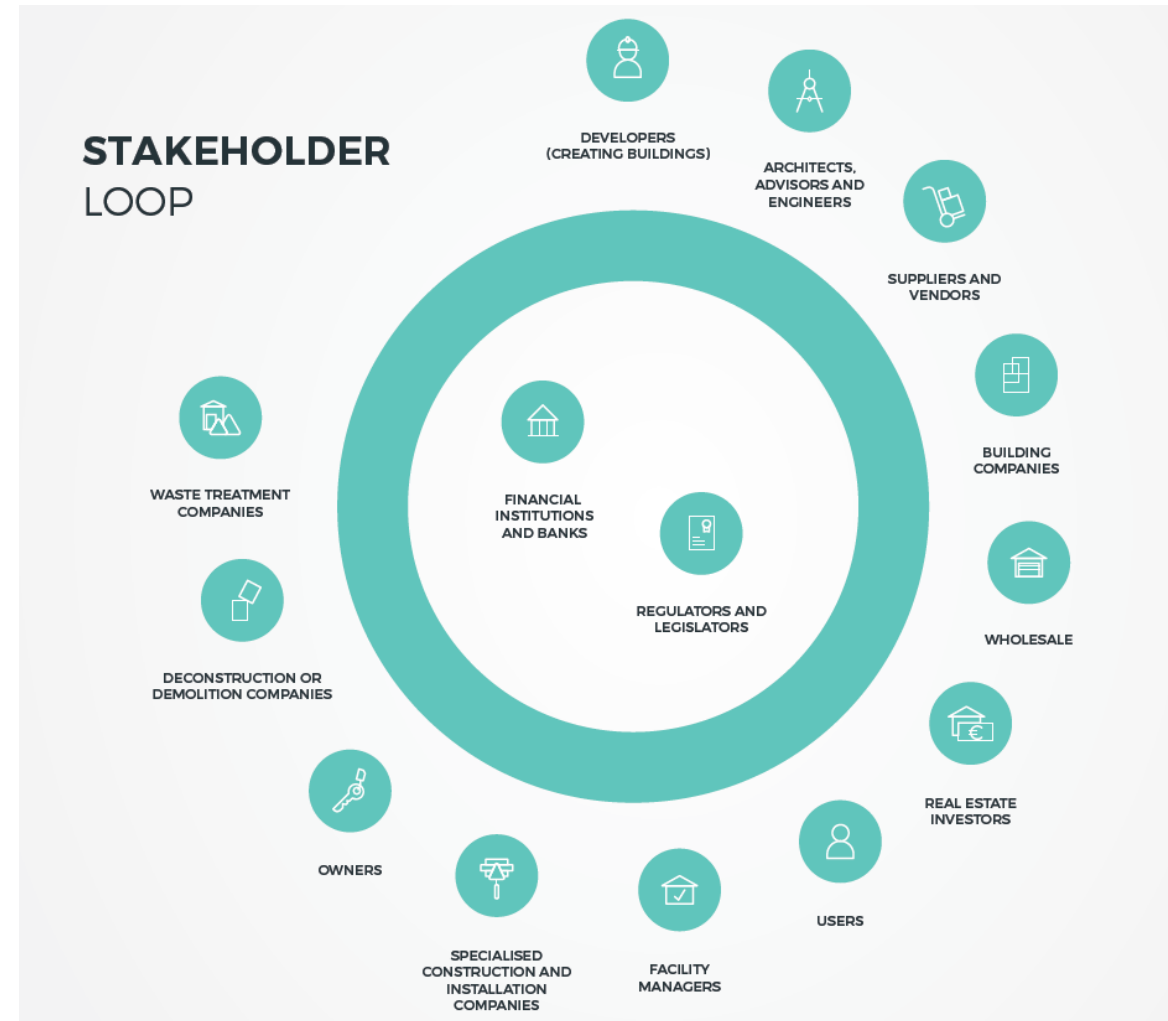 STAKEHOLDER
LOOP
DEVELOPERS
(CREATING BUILDINGS)
ARCHITECTS,
ADVISORS AND
ENGINEERS
SUPPLIERS AND
VENDORS
BUILDING
COMPANIES
WHOLESALE
REAL ESTATE
INVESTORS
USERS
FACILITY
MANAGERS
SPECIALISED
CONSTRUCTION AND
INSTALLATION
COMPANIES
OWNERS
DECONSTRUCTION OR
DEMOLITION COMPANIES
WASTE TREATMENT
COMPANIES
FINANCIAL
INSTITUTIONS
AND BANKS
REGULATORS AND
LEGISLATORS
€